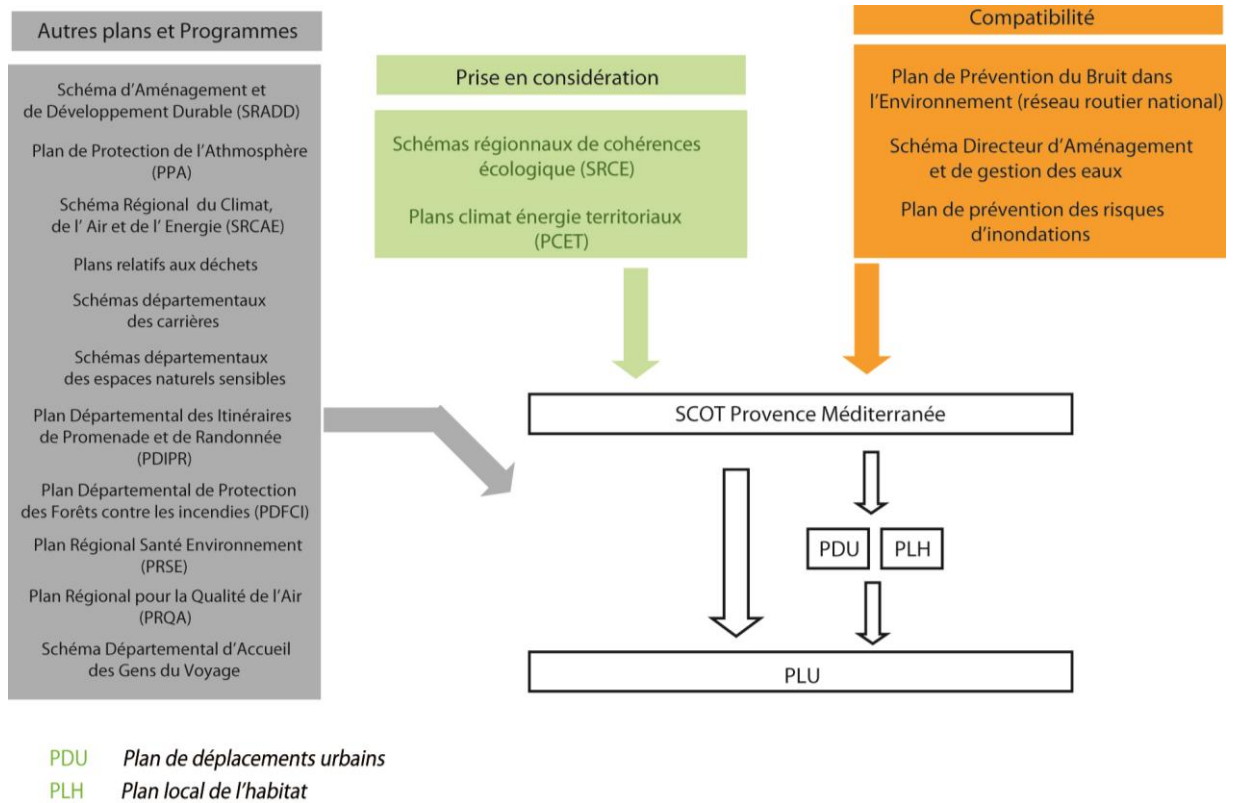 Autres plans et Programmes
Schéma d'Aménagement et
de Développement Durable (SRADD)
Plan de Protection de l'Athmosphère
(PPA)
Schéma Régional du Climat,
de l' Air et de l' Energie (SRCAE)
Plans relatifs aux déchets
Schémas départementaux
des carrières
Schémas départementaux
des espaces naturels sensibles
Plan Départemental des Itinéraires
de Promenade et de Randonnée
(PDIPR)
Plan Départemental de Protection
des Forêts contre les incendies (PDFCI)
Plan Régional Santé Environnement
(PRSE)
Plan Régional pour la Qualité de l'Air
(PRQA)
Schéma Départemental d'Accueil
des Gens du Voyage
Prise en considération
Schémas régionnaux de cohérences
écologique (SRCE)
Plans climat énergie territoriaux
(PCET)
Compatibilité
Plan de Prévention du Bruit dans
l'Environnement (réseau routier national)
Schéma Directeur d'Aménagement
et de gestion des eaux
Plan de prévention des risques
d'inondations
SCOT Provence Méditerranée
PDU PLH
PLU
PDU Plan de déplacements urbains
PLH Plan local de l'habitat